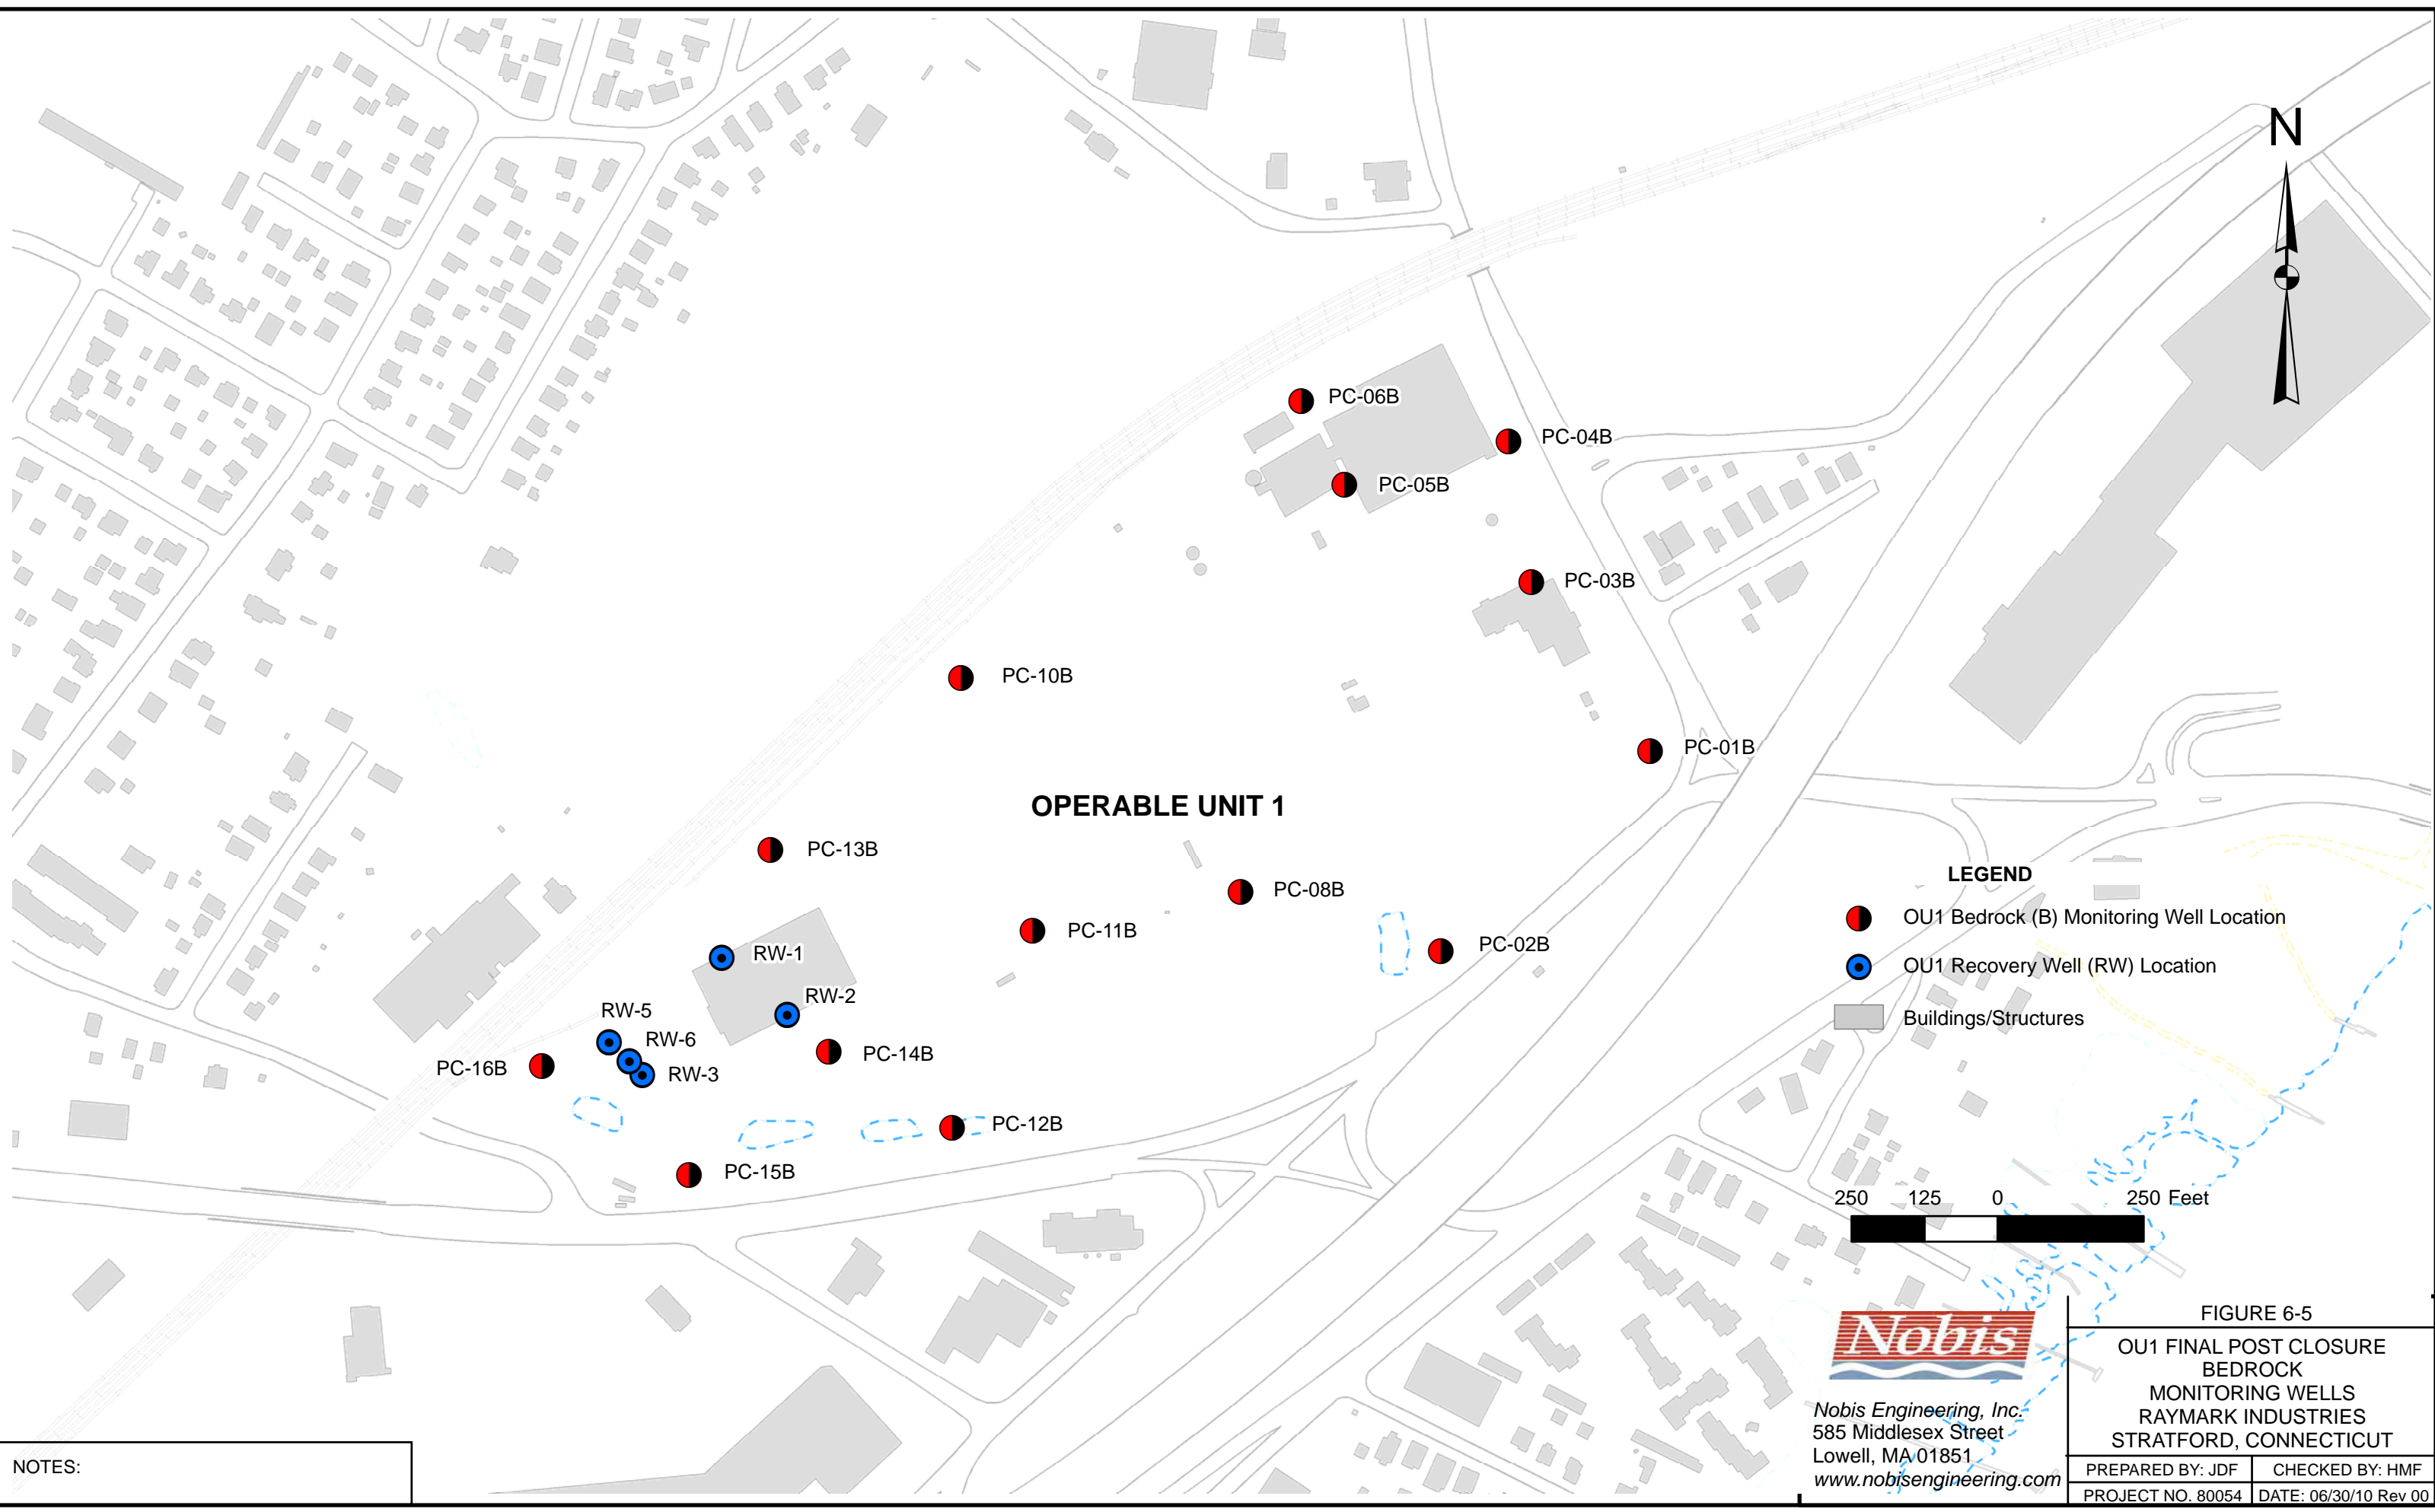 N
PC-06B
PC-04B
PC-05B
PC-03B
PC-10B
PC-01B
OPERABLE UNIT 1
PC-13B
PC-08B
PC-11B
PC-02B
RW-1
RW-2
RW-5
RW-6
PC-14B
PC-16B
RW-3
PC-12B
PC-15B
LEGEND
OU1 Bedrock (B) Monitoring Well Location
OU1 Recovery Well (RW) Location
Buildings/Structures
250 125 0 250 Feet
Nobis
Nobis Engineering, Inc.
585 Middlesex Street
Lowell, MA 01851
www.nobisengineering.com
FIGURE 6-5
OU1 FINAL POST CLOSURE
BEDROCK
MONITORING WELLS
RAYMARK INDUSTRIES
STRATFORD, CONNECTICUT
PREPARED BY: JDF CHECKED BY: HMF
PROJECT NO. 80054 DATE: 06/30/10 Rev 00
NOTES: